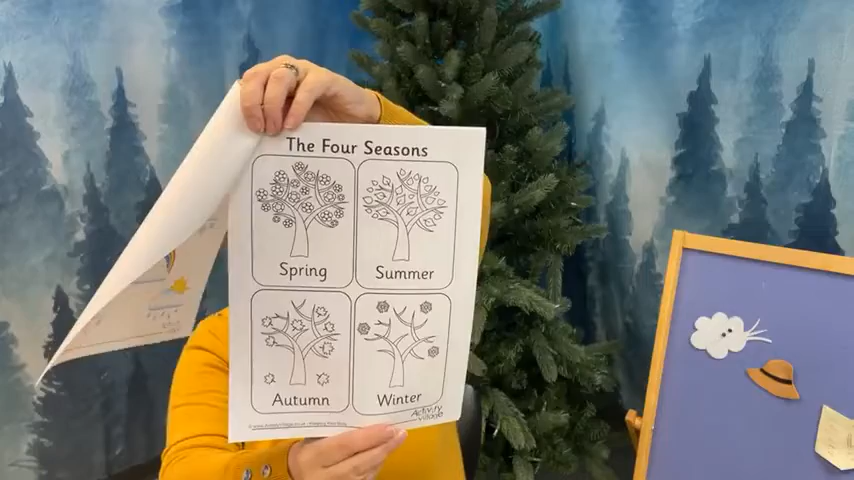 The Four Seasons
Spring
Summer
Autumn
Winter
Activity
Village